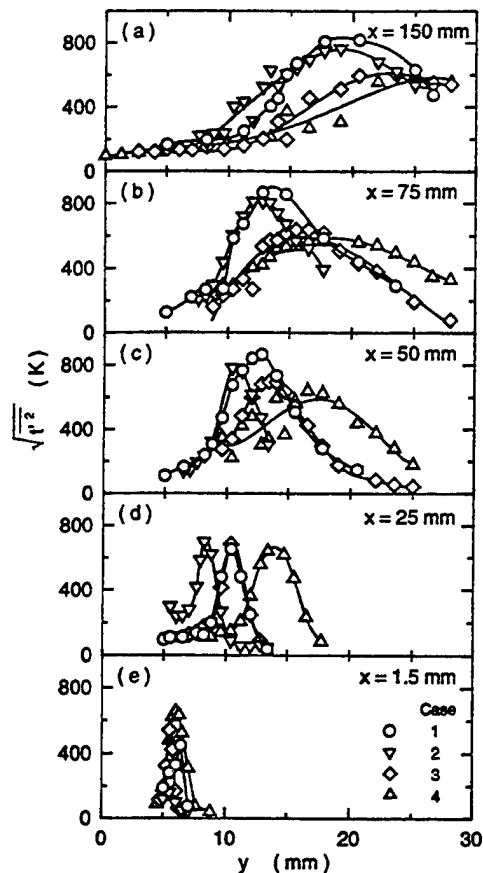 (a)
x = 150 mm
800
400
0
(b)
x = 75 mm
800
400
0
(c)
x = 50 mm
800
400
0
(d)
x = 25 mm
800
400
0
(e)
x = 1.5 mm
800
400
0
√t'² (K)
Case
1
2
3
4
0 10 20 30
y (mm)